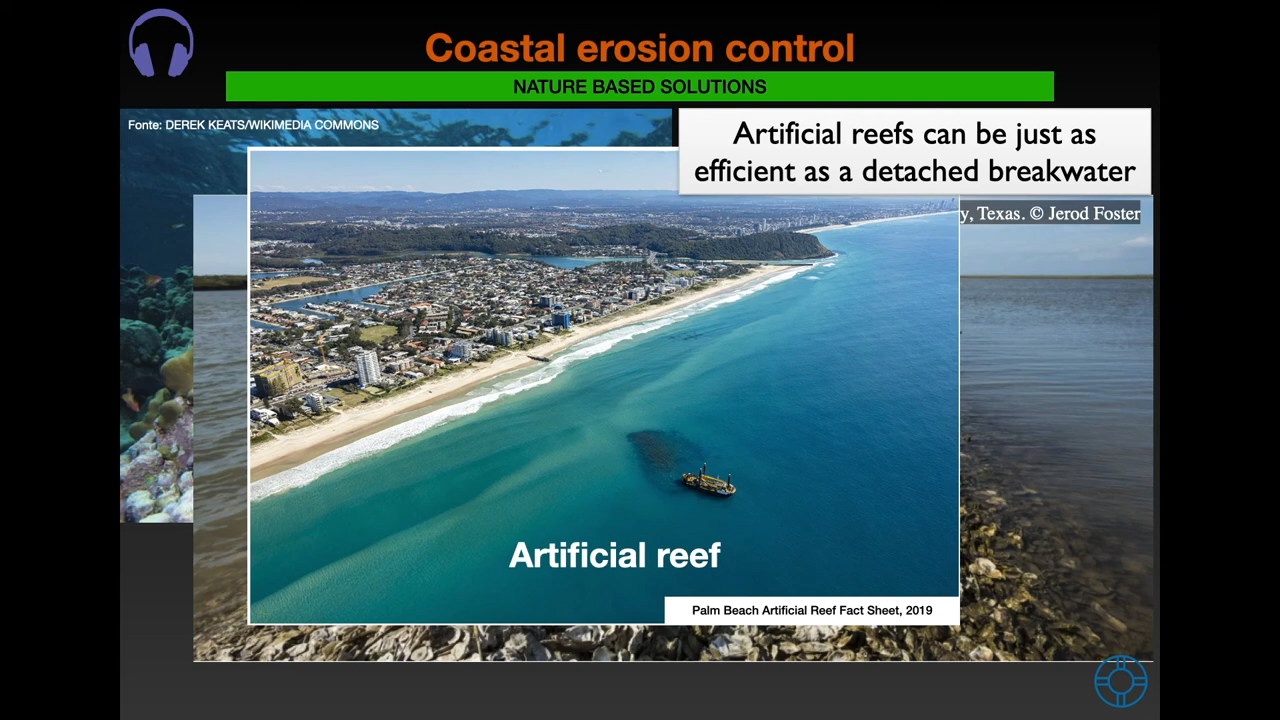 Coastal erosion control
NATURE BASED SOLUTIONS
Fonte: DEREK KEATS/WIKIMEDIA COMMONS
Artificial reefs can be just as
efficient as a detached breakwater
y, Texas. © Jerod Foster
Artificial reef
Palm Beach Artificial Reef Fact Sheet, 2019